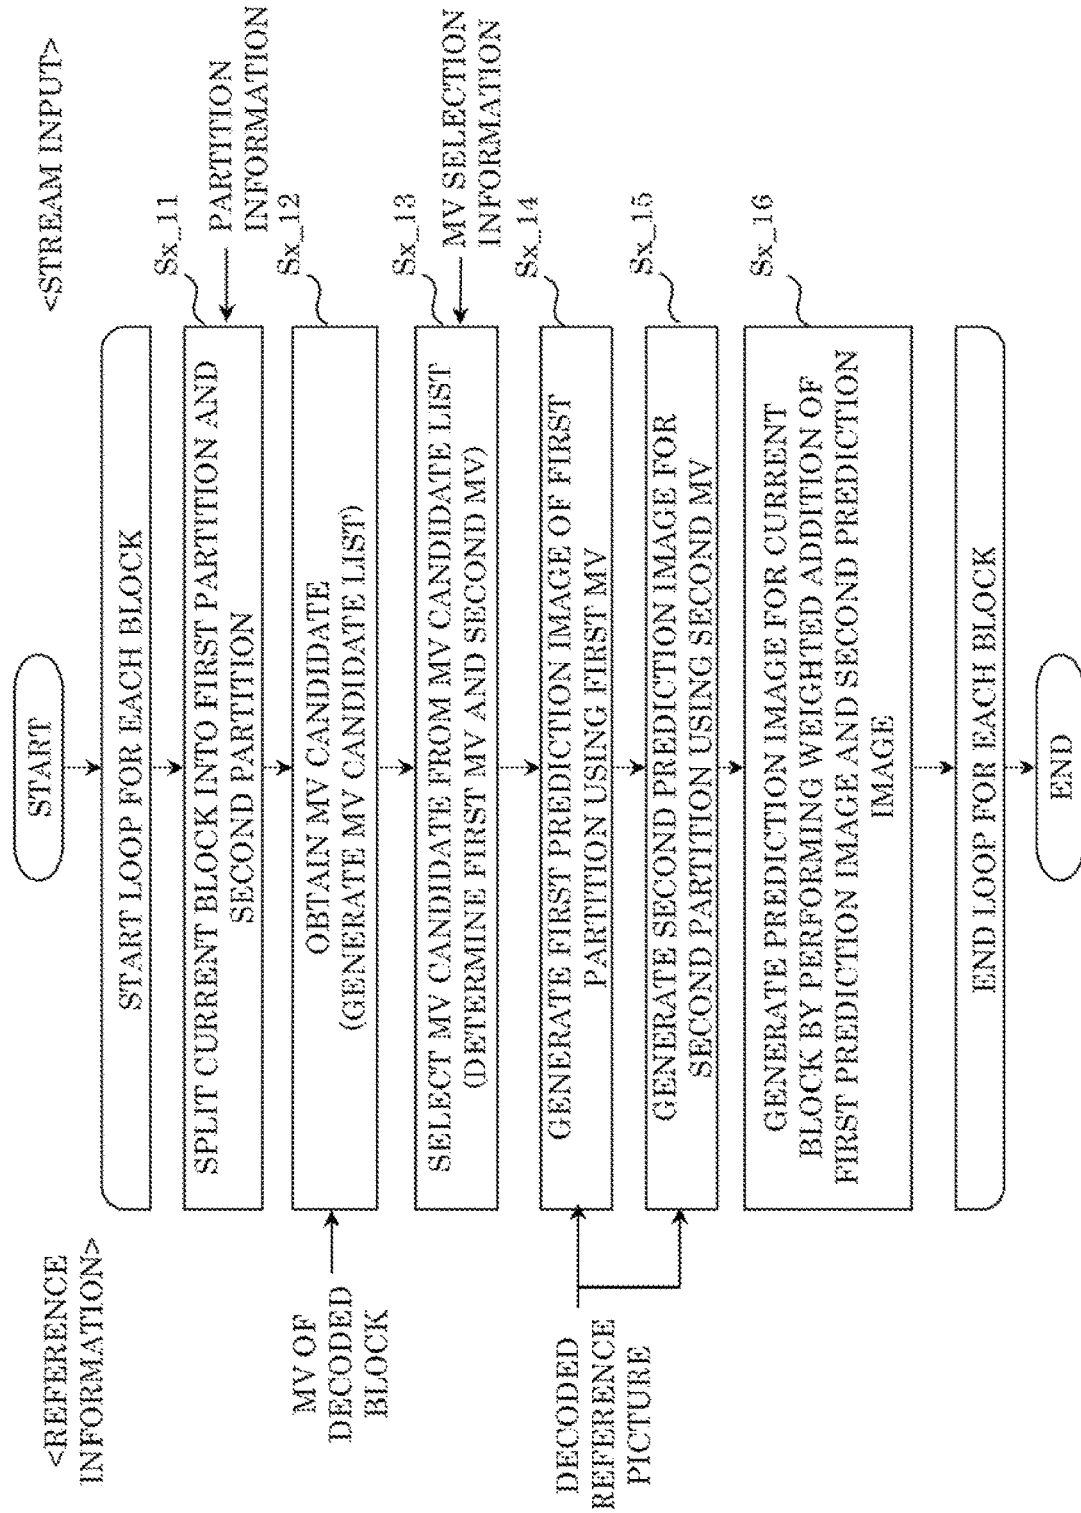 <REFERENCE
INFORMATION>
<STREAM INPUT>
START
START LOOP FOR EACH BLOCK
Sx_11
SPLIT CURRENT BLOCK INTO FIRST PARTITION AND
SECOND PARTITION
PARTITION
INFORMATION
Sx_12
MV OF
DECODED
BLOCK
OBTAIN MV CANDIDATE
(GENERATE MV CANDIDATE LIST)
Sx_13
SELECT MV CANDIDATE FROM MV CANDIDATE LIST
(DETERMINE FIRST MV AND SECOND MV)
MV SELECTION
INFORMATION
Sx_14
DECODED
REFERENCE
PICTURE
GENERATE FIRST PREDICTION IMAGE OF FIRST
PARTITION USING FIRST MV
Sx_15
GENERATE SECOND PREDICTION IMAGE FOR
SECOND PARTITION USING SECOND MV
Sx_16
GENERATE PREDICTION IMAGE FOR CURRENT
BLOCK BY PERFORMING WEIGHTED ADDITION OF
FIRST PREDICTION IMAGE AND SECOND PREDICTION
IMAGE
END LOOP FOR EACH BLOCK
END